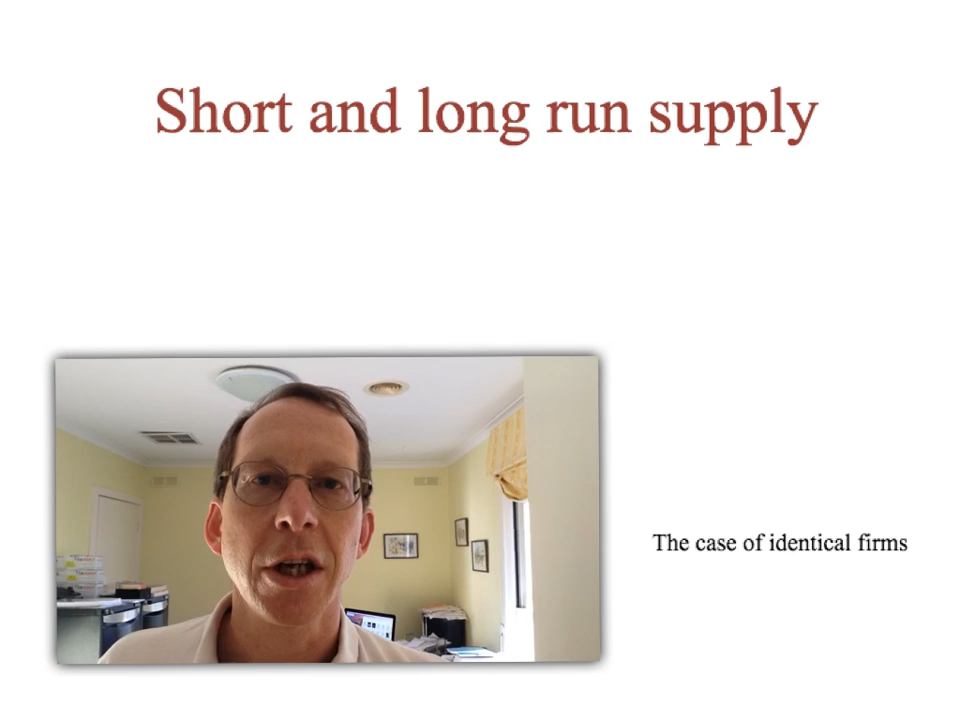 Short and long run supply
The case of identical firms